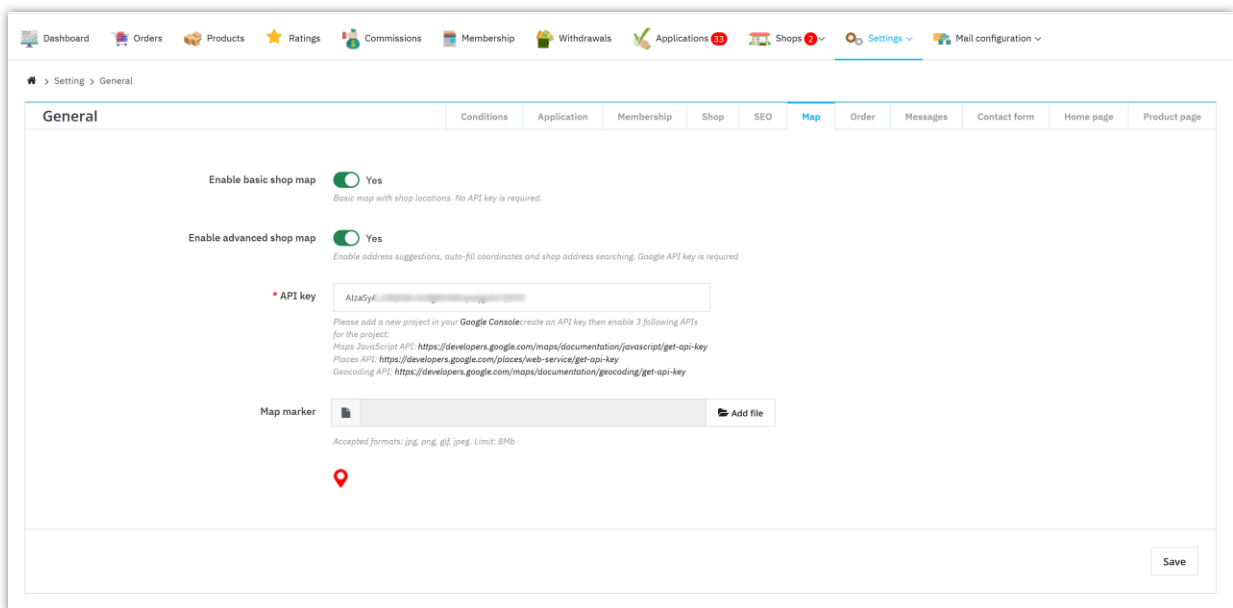 Dashboard Orders Products Ratings Commissions Membership Withdrawals Applications 33 Shops 2 Settings Mail configuration
> Setting > General
General Conditions Application Membership Shop SEO Map Order Messages Contact form Home page Product page
Enable basic shop map Yes
Basic map with shop locations. No API key is required.
Enable advanced shop map Yes
Enable address suggestions, auto-fill coordinates and shop address searching. Google API key is required
* API key AIzaSyA
Please add a new project in your Google Consolecreate an API key then enable 3 following APIs
for the project:
Maps JavaScript API: https://developers.google.com/maps/documentation/javascript/get-api-key
Places API: https://developers.google.com/places/web-service/get-api-key
Geocoding API: https://developers.google.com/maps/documentation/geocoding/get-api-key
Map marker Add file
Accepted formats: jpg, png, gif, jpeg. Limit: 8Mb
Save